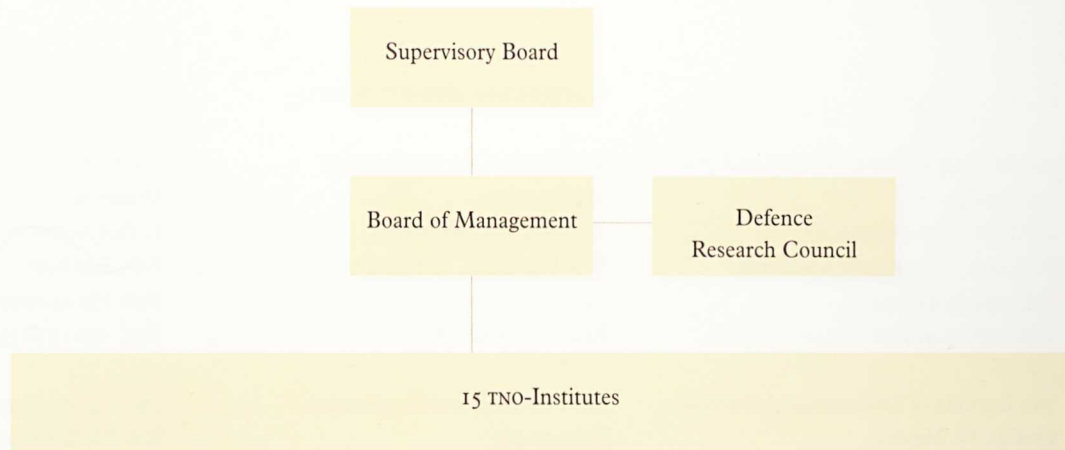 Supervisory Board
Board of Management
Defence
Research Council
15 TNO-Institutes